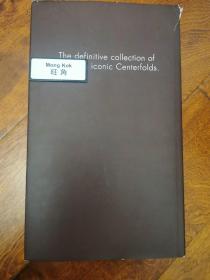 The definitive collection of
iconic Centerfolds.
Mong Kok
旺角